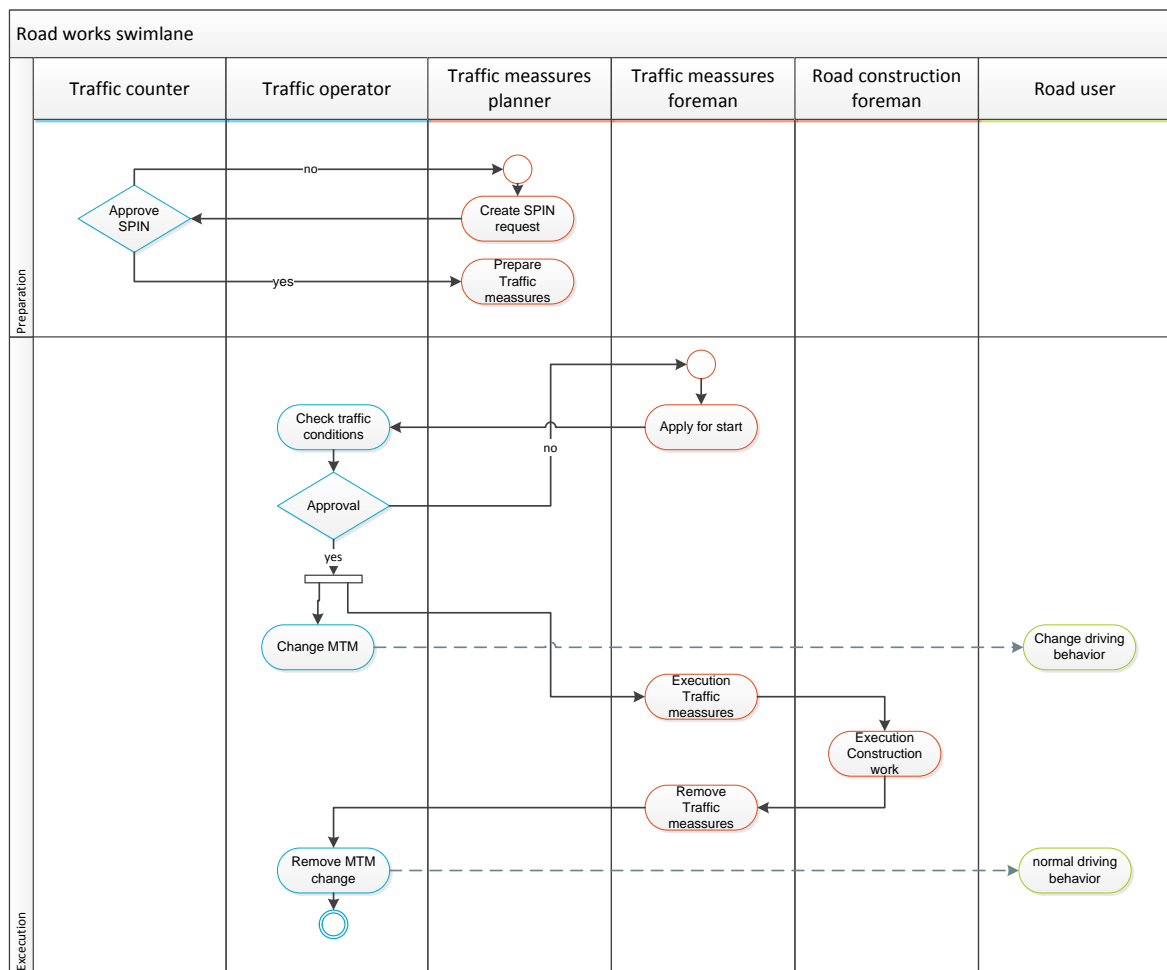 Road works swimlane
Traffic counter
Traffic operator
Traffic meassures
planner
Traffic meassures
foreman
Road construction
foreman
Road user
Preparation
no
Approve
SPIN
Create SPIN
request
yes
Prepare
Traffic
meassures
Excecution
Check traffic
conditions
Apply for start
no
Approval
yes
Change MTM
Change driving
behavior
Execution
Traffic
meassures
Execution
Construction
work
Remove
Traffic
meassures
Remove MTM
change
normal driving
behavior